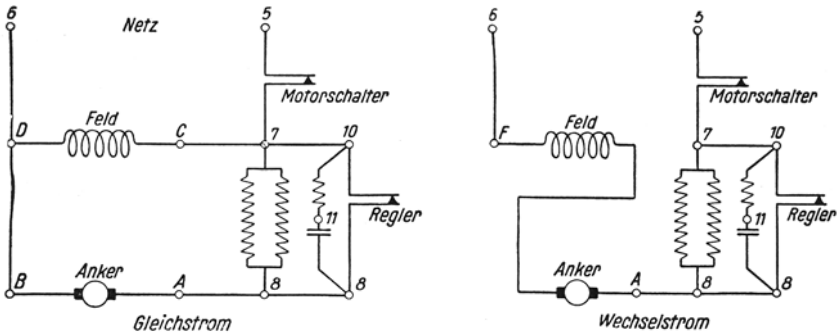 6
Netz
5
Motorschalter
D
Feld
C
7
10
11
Regler
B
Anker
A
8
8
Gleichstrom
6
5
Motorschalter
F
Feld
7
10
11
Regler
Anker
A
8
8
Wechselstrom